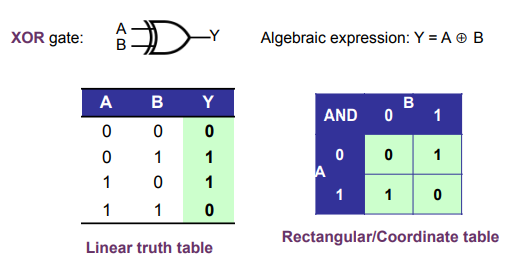 XOR gate: A B Y Algebraic expression: Y = A ⊕ B
A B Y
0 0 0
0 1 1
1 0 1
1 1 0
Linear truth table
B
AND 0 1
0 0 1
A
1 1 0
Rectangular/Coordinate table